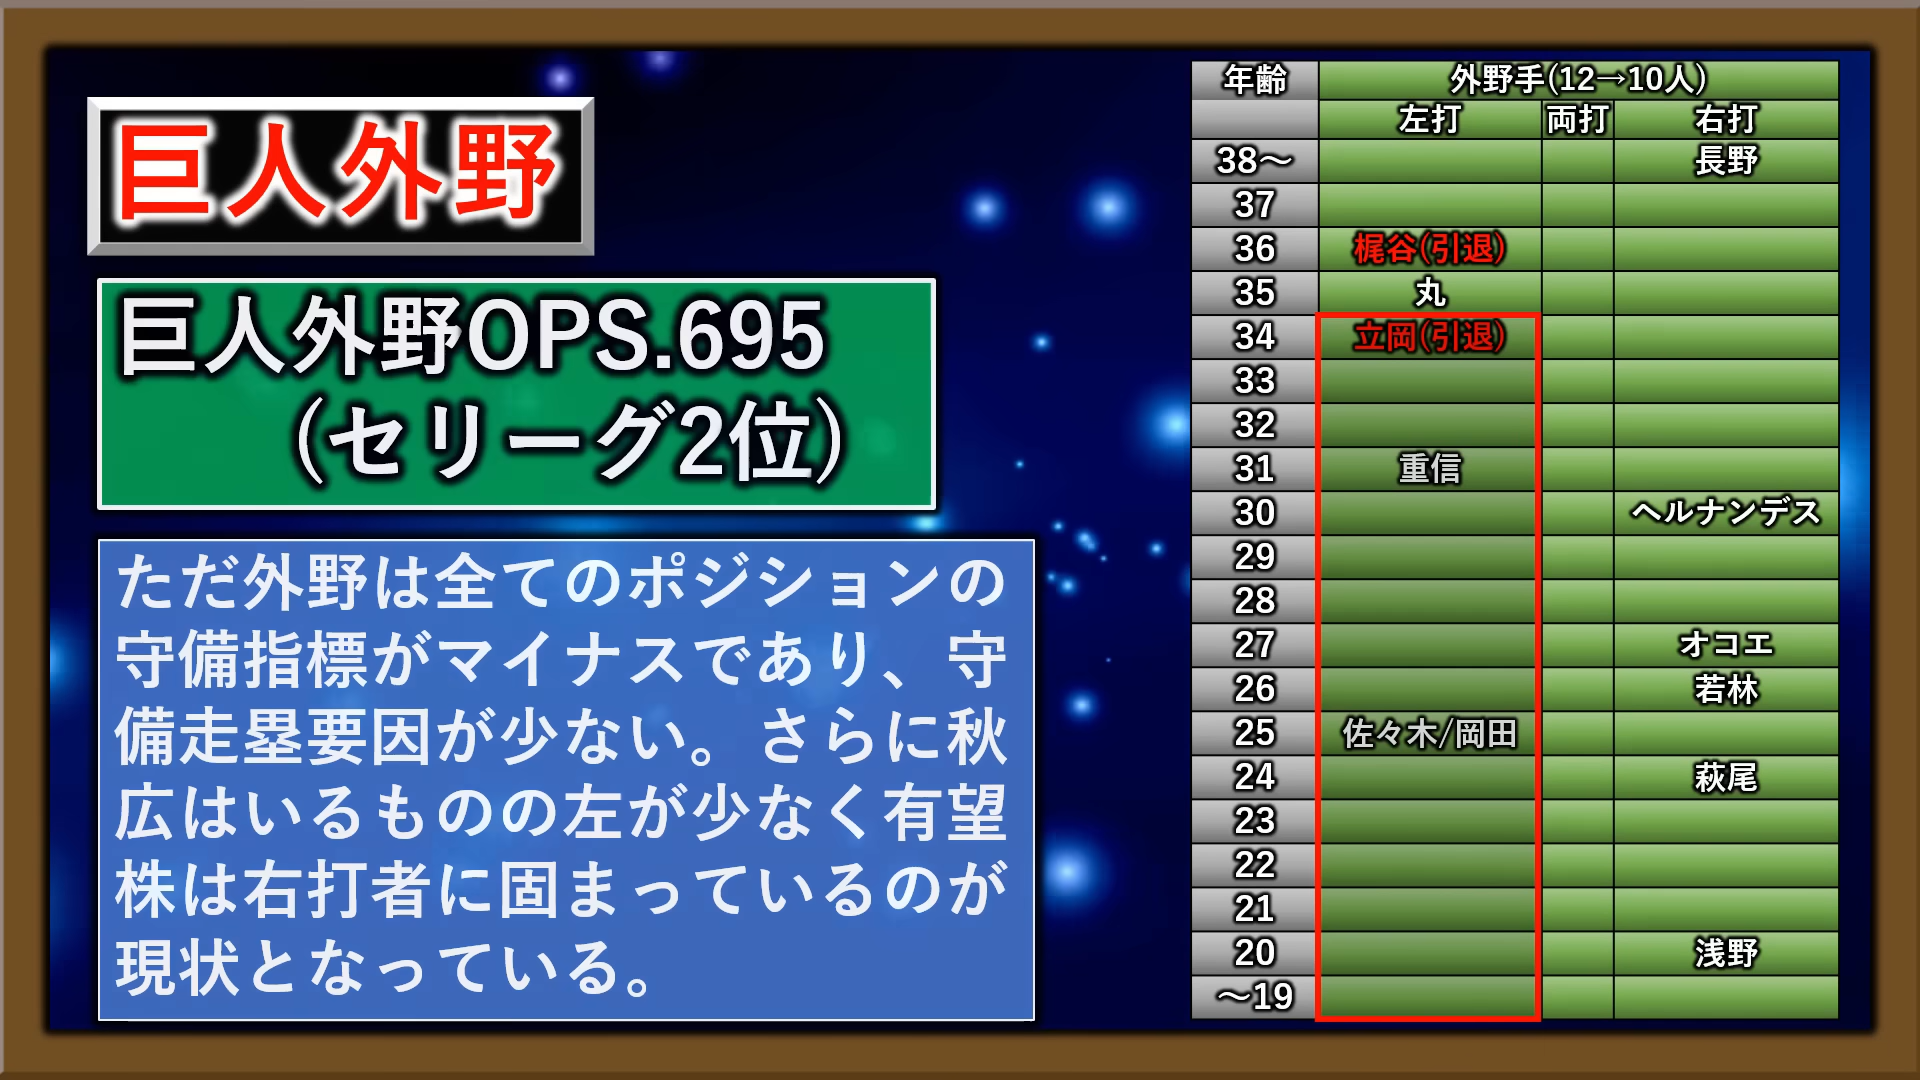 巨人外野
巨人外野OPS.695
(セリーグ2位)
ただ外野は全てのポジションの
守備指標がマイナスであり、守
備走塁要因が少ない。さらに秋
広はいるものの左が少なく有望
株は右打者に固まっているのが
現状となっている。
年齢 外野手(12→10人)
左打 両打 右打
38～ 長野
37
36 梶谷(引退)
35 丸
34 立岡(引退)
33
32
31 重信
30 ヘルナンデス
29
28
27 オコエ
26 若林
25 佐々木/岡田
24 萩尾
23
22
21
20 浅野
～19